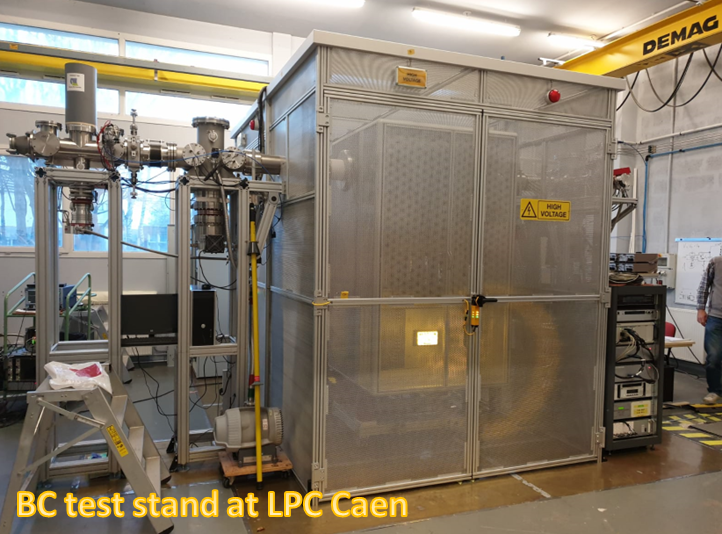 DEMAG
HIGH
VOLTAGE
BC test stand at LPC Caen